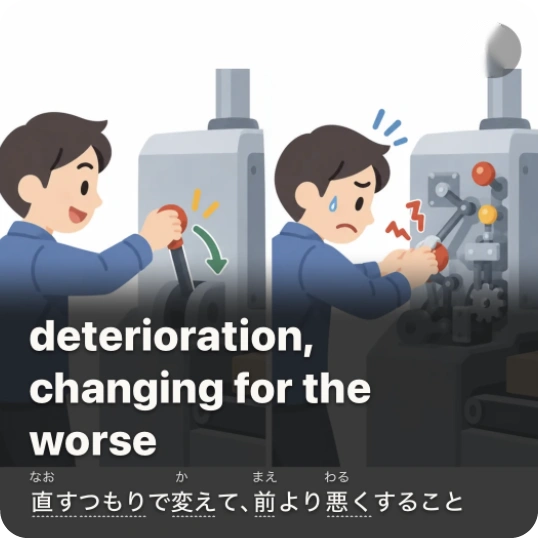 deterioration,
changing for the
worse
なお か まえ わる
直すつもりで変えて、前より悪くすること